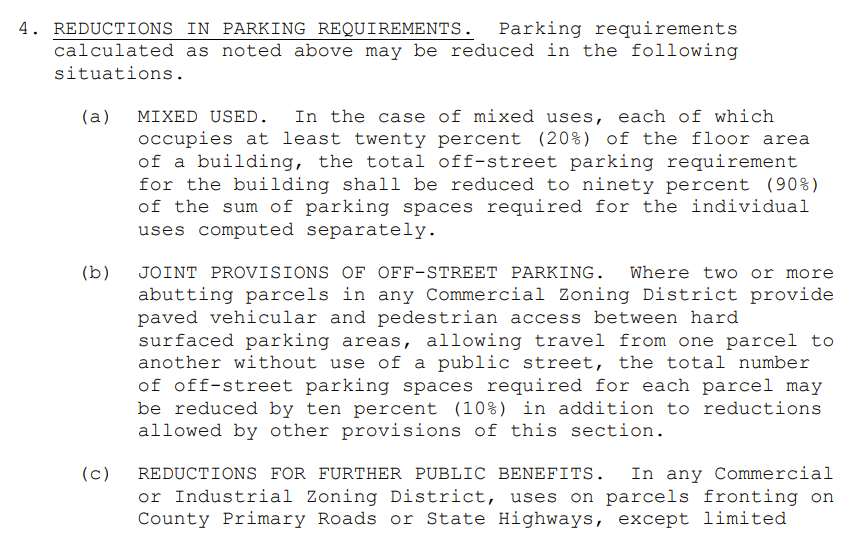 4. REDUCTIONS IN PARKING REQUIREMENTS. Parking requirements
calculated as noted above may be reduced in the following
situations.
(a) MIXED USED. In the case of mixed uses, each of which
occupies at least twenty percent (20%) of the floor area
of a building, the total off-street parking requirement
for the building shall be reduced to ninety percent (90%)
of the sum of parking spaces required for the individual
uses computed separately.
(b) JOINT PROVISIONS OF OFF-STREET PARKING. Where two or more
abutting parcels in any Commercial Zoning District provide
paved vehicular and pedestrian access between hard
surfaced parking areas, allowing travel from one parcel to
another without use of a public street, the total number
of off-street parking spaces required for each parcel may
be reduced by ten percent (10%) in addition to reductions
allowed by other provisions of this section.
(c) REDUCTIONS FOR FURTHER PUBLIC BENEFITS. In any Commercial
or Industrial Zoning District, uses on parcels fronting on
County Primary Roads or State Highways, except limited